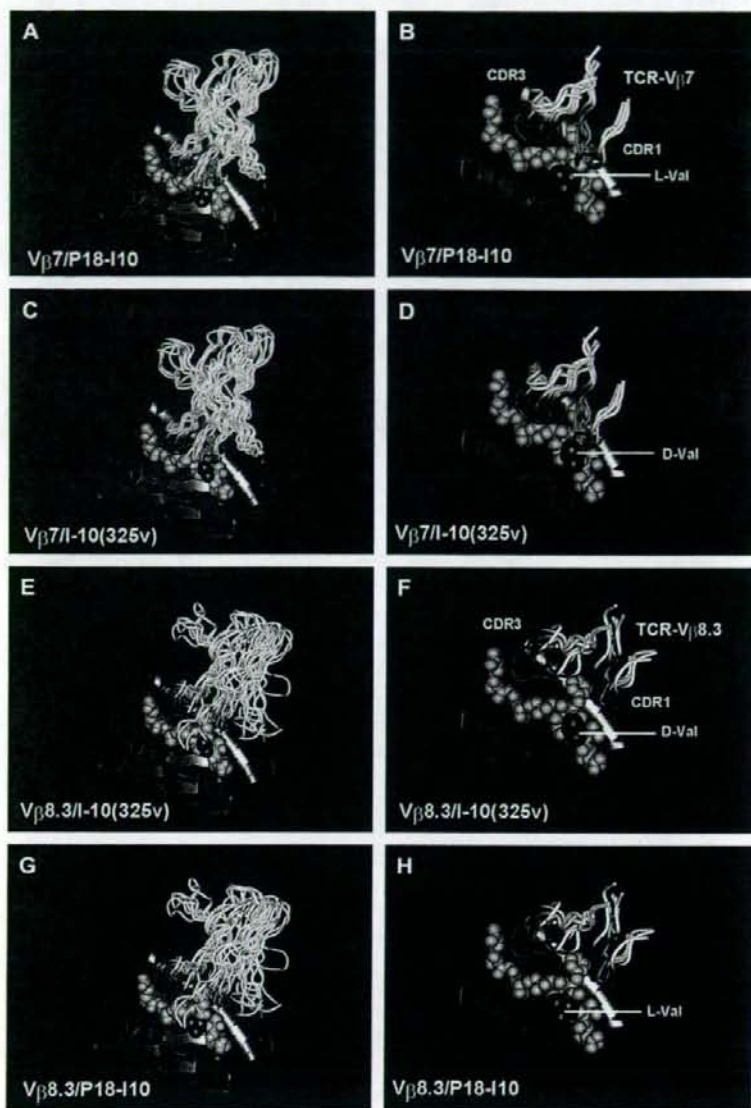 A
Vβ7/P18-I10
B
CDR3
TCR-Vβ7
CDR1
L-Val
Vβ7/P18-I10
C
Vβ7/I-10(325v)
D
D-Val
Vβ7/I-10(325v)
E
Vβ8.3/I-10(325v)
F
CDR3
TCR-Vβ8.3
CDR1
D-Val
Vβ8.3/I-10(325v)
G
Vβ8.3/P18-I10
H
L-Val
Vβ8.3/P18-I10